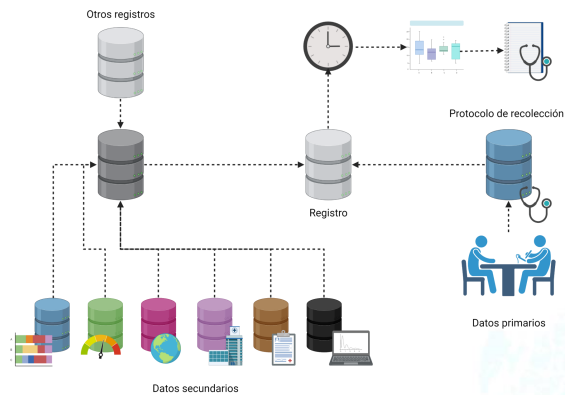 Otros registros
Protocolo de recolección
Registro
Datos primarios
Datos secundarios
A
B
C